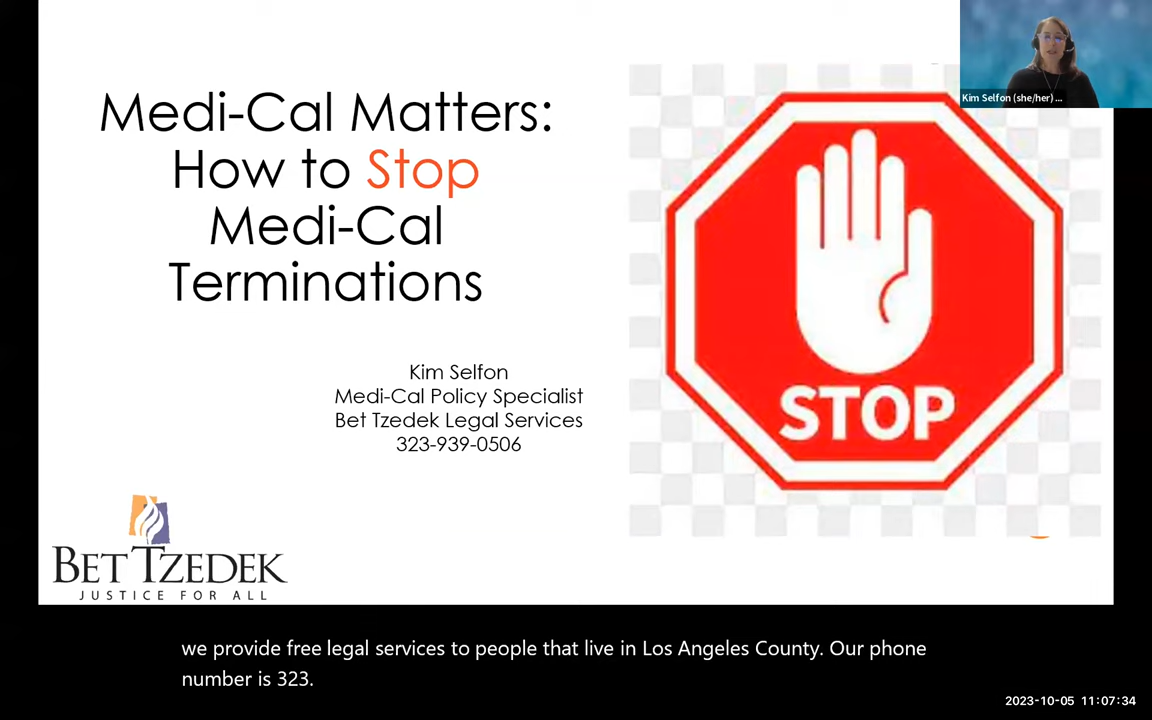 Medi-Cal Matters:
How to Stop
Medi-Cal
Terminations
Kim Selfon
Medi-Cal Policy Specialist
Bet Tzedek Legal Services
323-939-0506
STOP
BET TZEDEK
JUSTICE FOR ALL
Kim Selfon (she/her) ...
we provide free legal services to people that live in Los Angeles County. Our phone
number is 323.
2023-10-05 11:07:34